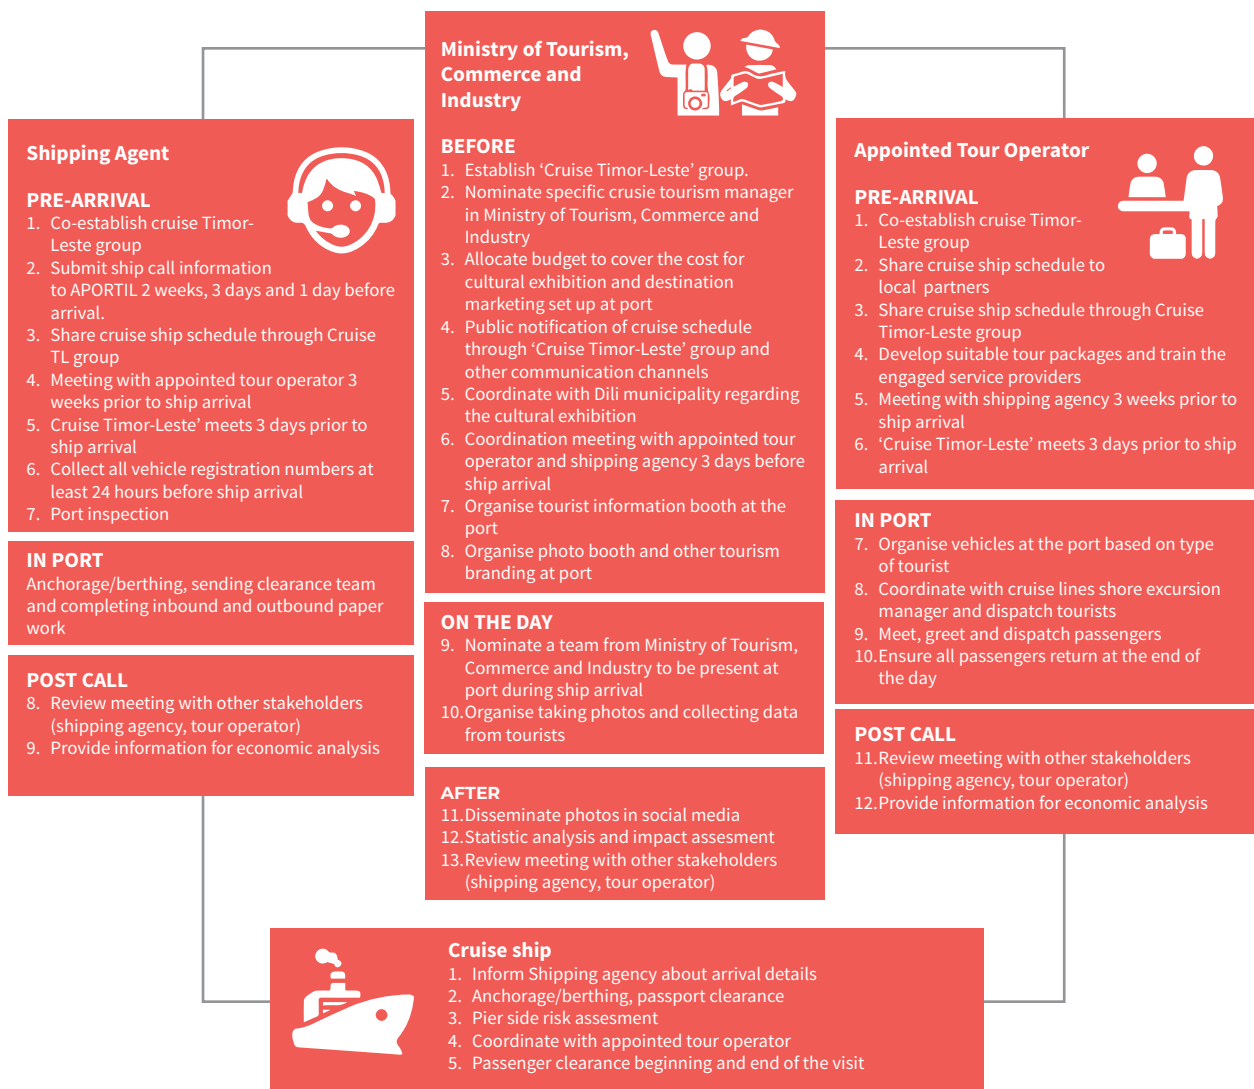 Ministry of Tourism,
Commerce and
Industry
BEFORE
1. Establish ‘Cruise Timor-Leste’ group.
2. Nominate specific crusie tourism manager
in Ministry of Tourism, Commerce and
Industry
3. Allocate budget to cover the cost for
cultural exhibition and destination
marketing set up at port
4. Public notification of cruise schedule
through ‘Cruise Timor-Leste’ group and
other communication channels
5. Coordinate with Dili municipality regarding
the cultural exhibition
6. Coordination meeting with appointed tour
operator and shipping agency 3 days before
ship arrival
7. Organise tourist information booth at the
port
8. Organise photo booth and other tourism
branding at port
ON THE DAY
9. Nominate a team from Ministry of Tourism,
Commerce and Industry to be present at
port during ship arrival
10.Organise taking photos and collecting data
from tourists
AFTER
11.Disseminate photos in social media
12.Statistic analysis and impact assesment
13.Review meeting with other stakeholders
(shipping agency, tour operator)
Shipping Agent
PRE-ARRIVAL
1. Co-establish cruise Timor-
Leste group
2. Submit ship call information
to APORTIL 2 weeks, 3 days and 1 day before
arrival.
3. Share cruise ship schedule through Cruise
TL group
4. Meeting with appointed tour operator 3
weeks prior to ship arrival
5. Cruise Timor-Leste’ meets 3 days prior to
ship arrival
6. Collect all vehicle registration numbers at
least 24 hours before ship arrival
7. Port inspection
IN PORT
Anchorage/berthing, sending clearance team
and completing inbound and outbound paper
work
POST CALL
8. Review meeting with other stakeholders
(shipping agency, tour operator)
9. Provide information for economic analysis
Appointed Tour Operator
PRE-ARRIVAL
1. Co-establish cruise Timor-
Leste group
2. Share cruise ship schedule to
local partners
3. Share cruise ship schedule through Cruise
Timor-Leste group
4. Develop suitable tour packages and train the
engaged service providers
5. Meeting with shipping agency 3 weeks prior to
ship arrival
6. ‘Cruise Timor-Leste’ meets 3 days prior to ship
arrival
IN PORT
7. Organise vehicles at the port based on type
of tourist
8. Coordinate with cruise lines shore excursion
manager and dispatch tourists
9. Meet, greet and dispatch passengers
10.Ensure all passengers return at the end of
the day
POST CALL
11.Review meeting with other stakeholders
(shipping agency, tour operator)
12.Provide information for economic analysis
Cruise ship
1. Inform Shipping agency about arrival details
2. Anchorage/berthing, passport clearance
3. Pier side risk assesment
4. Coordinate with appointed tour operator
5. Passenger clearance beginning and end of the visit